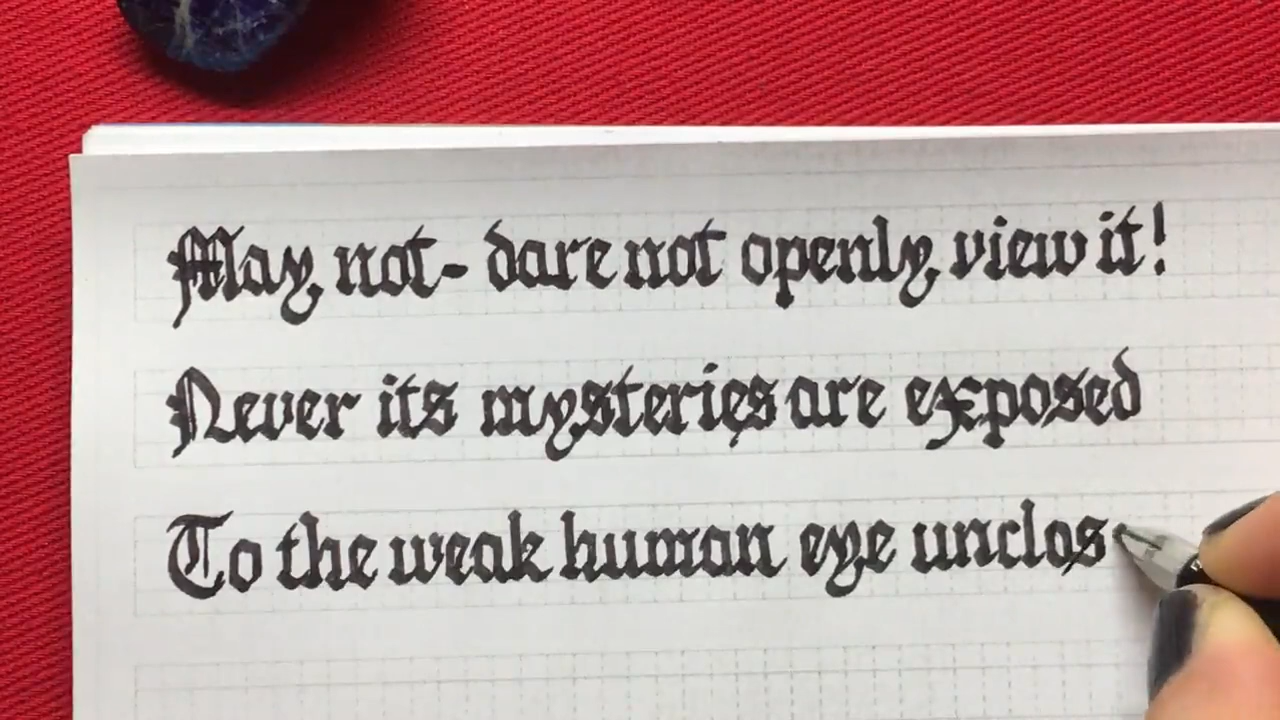 May not- dare not openly view it!
Never its mysteries are exposed
To the weak human eye unclos